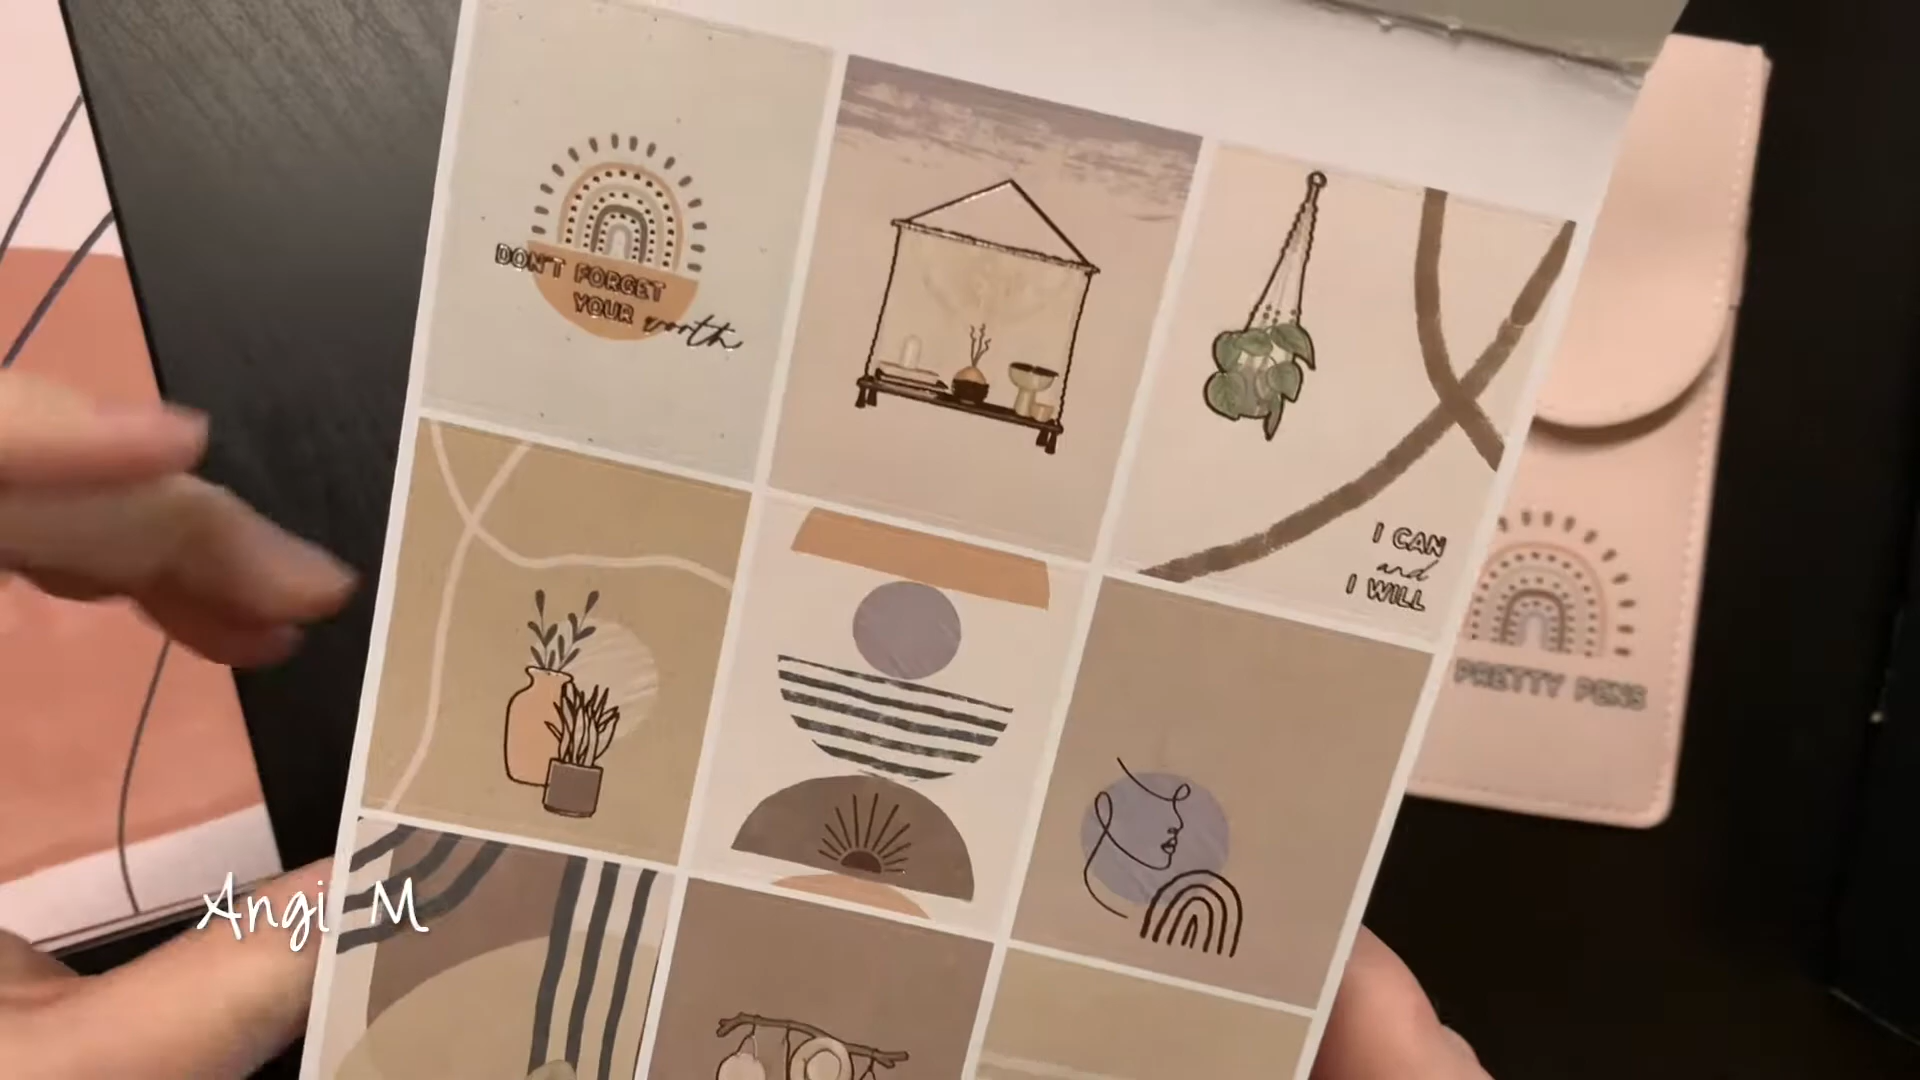 DON'T FORGET
YOUR worth
I CAN
and
I WILL
PRETTY PENS
Angi M